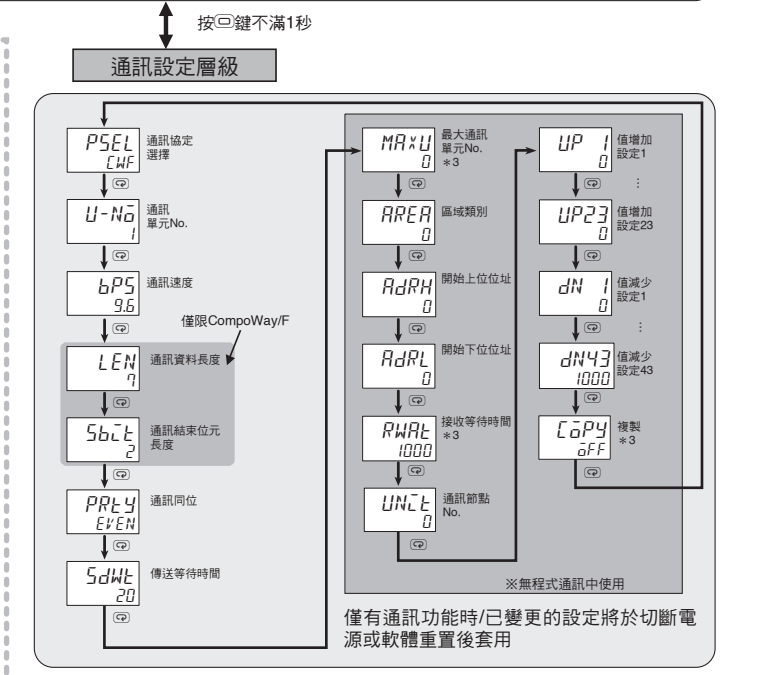 按鍵不滿1秒
通訊設定層級
PSEL
CWF
通訊協定
選擇
U-No
1
通訊
單元No.
bPS
9.6
通訊速度
僅限CompoWay/F
LEN
7
通訊資料長度
Sbit
2
通訊結束位元
長度
PRtY
EVEN
通訊同位
SdWt
20
傳送等待時間
MAxU
0
最大通訊
單元No.
*3
AREA
0
區域類別
AdRH
0
開始上位位址
AdRL
0
開始下位位址
RWAt
1000
接收等待時間
*3
UNit
0
通訊節點
No.
UP 1
0
值增加
設定1
⋮
UP23
0
值增加
設定23
dN 1
0
值減少
設定1
⋮
dN43
1000
值減少
設定43
CoPY
oFF
複製
*3
※無程式通訊中使用
僅有通訊功能時/已變更的設定將於切斷電
源或軟體重置後套用